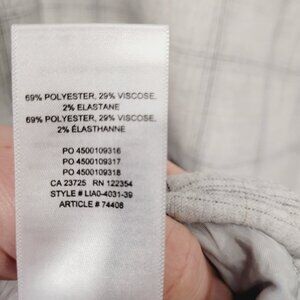 69% POLYESTER, 29% VISCOSE,
2% ELASTANE
69% POLYESTER, 29% VISCOSE,
2% ÉLASTHANNE
PO 4500109316
PO 4500109317
PO 4500109318
CA 23725 RN 122354
STYLE # LIA0-4031-39
ARTICLE # 74408